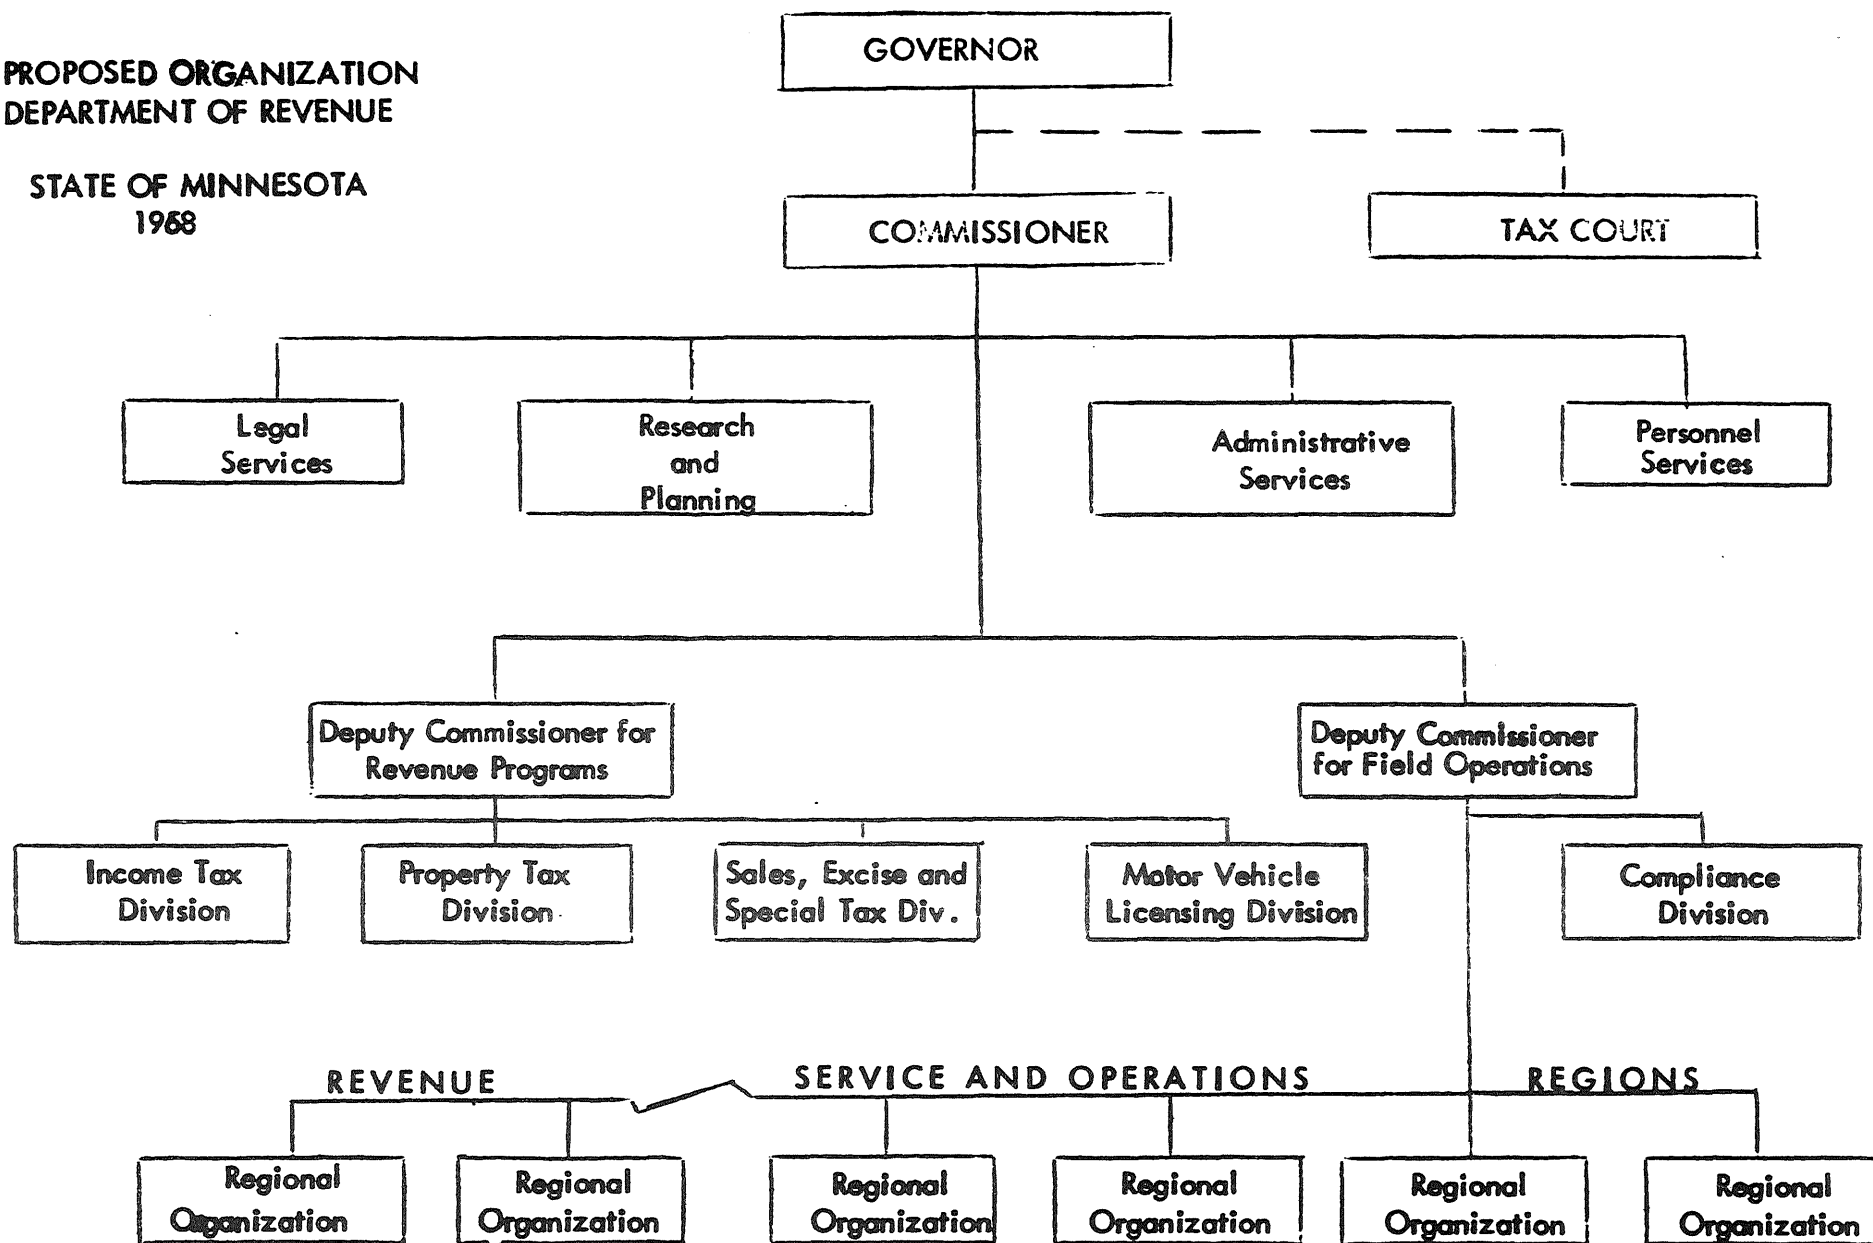 PROPOSED ORGANIZATION
DEPARTMENT OF REVENUE
STATE OF MINNESOTA
1968
GOVERNOR
COMMISSIONER
TAX COURT
Legal
Services
Research
and
Planning
Administrative
Services
Personnel
Services
Deputy Commissioner for
Revenue Programs
Deputy Commissioner
for Field Operations
Income Tax
Division
Property Tax
Division
Sales, Excise and
Special Tax Div.
Motor Vehicle
Licensing Division
Compliance
Division
REVENUE SERVICE AND OPERATIONS REGIONS
Regional
Organization
Regional
Organization
Regional
Organization
Regional
Organization
Regional
Organization
Regional
Organization